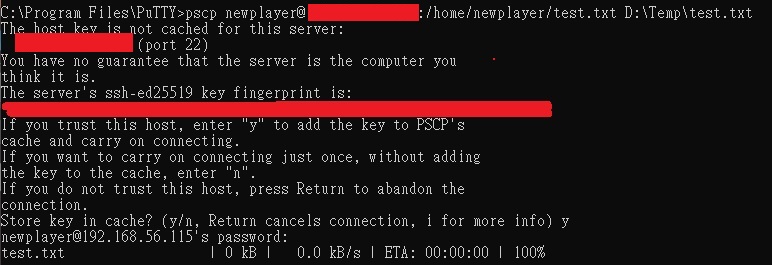 C:\Program Files\PuTTY>pscp newplayer@ :/home/newplayer/test.txt D:\Temp\test.txt
The host key is not cached for this server:
(port 22)
You have no guarantee that the server is the computer you
think it is.
The server's ssh-ed25519 key fingerprint is:
If you trust this host, enter "y" to add the key to PSCP's
cache and carry on connecting.
If you want to carry on connecting just once, without adding
the key to the cache, enter "n".
If you do not trust this host, press Return to abandon the
connection.
Store key in cache? (y/n, Return cancels connection, i for more info) y
newplayer@192.168.56.115's password:
test.txt | 0 kB | 0.0 kB/s | ETA: 00:00:00 | 100%